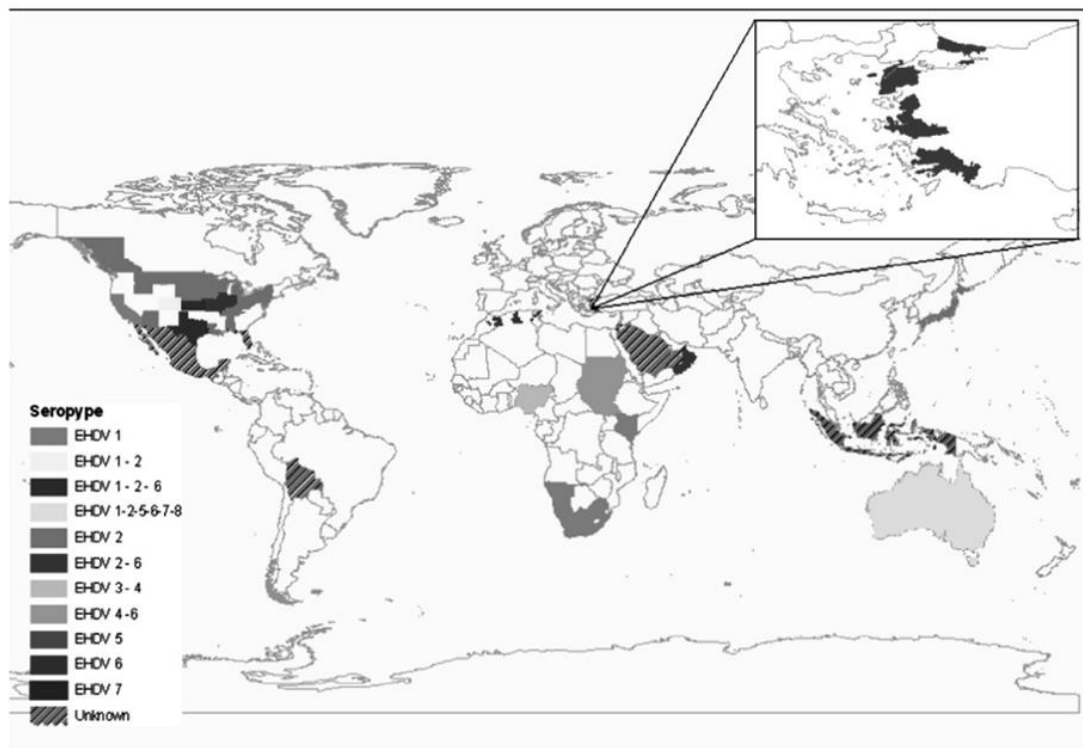 Seropype
EHDV 1
EHDV 1 - 2
EHDV 1 - 2 - 6
EHDV 1-2-5-6-7-8
EHDV 2
EHDV 2 - 6
EHDV 3 - 4
EHDV 4 -6
EHDV 5
EHDV 6
EHDV 7
Unknown